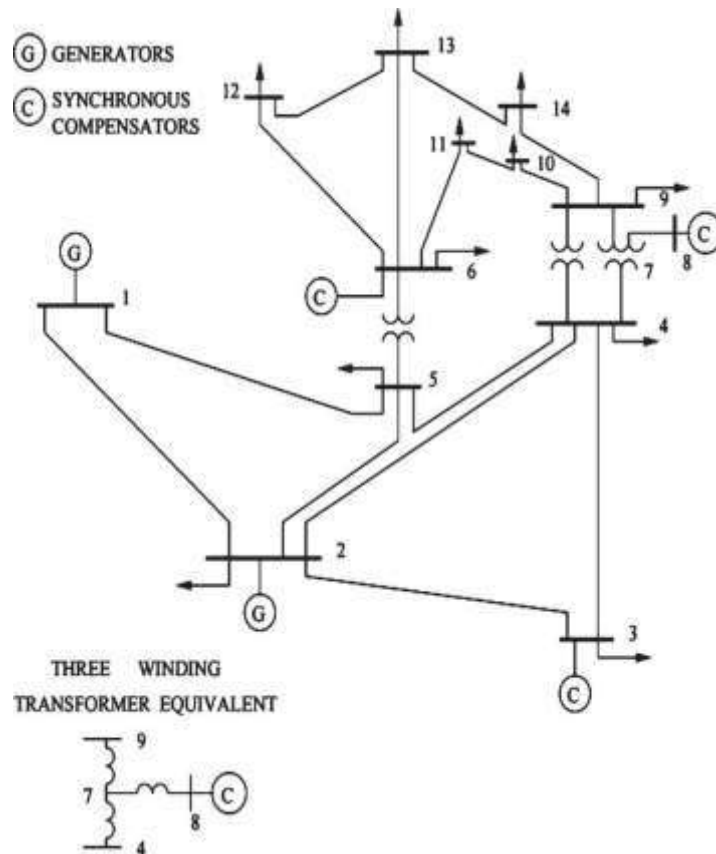 G GENERATORS
C SYNCHRONOUS
COMPENSATORS
13
12
14
11
10
9
C
8
7
6
C
G
1
4
5
2
G
3
C
THREE WINDING
TRANSFORMER EQUIVALENT
9
7
C
8
4